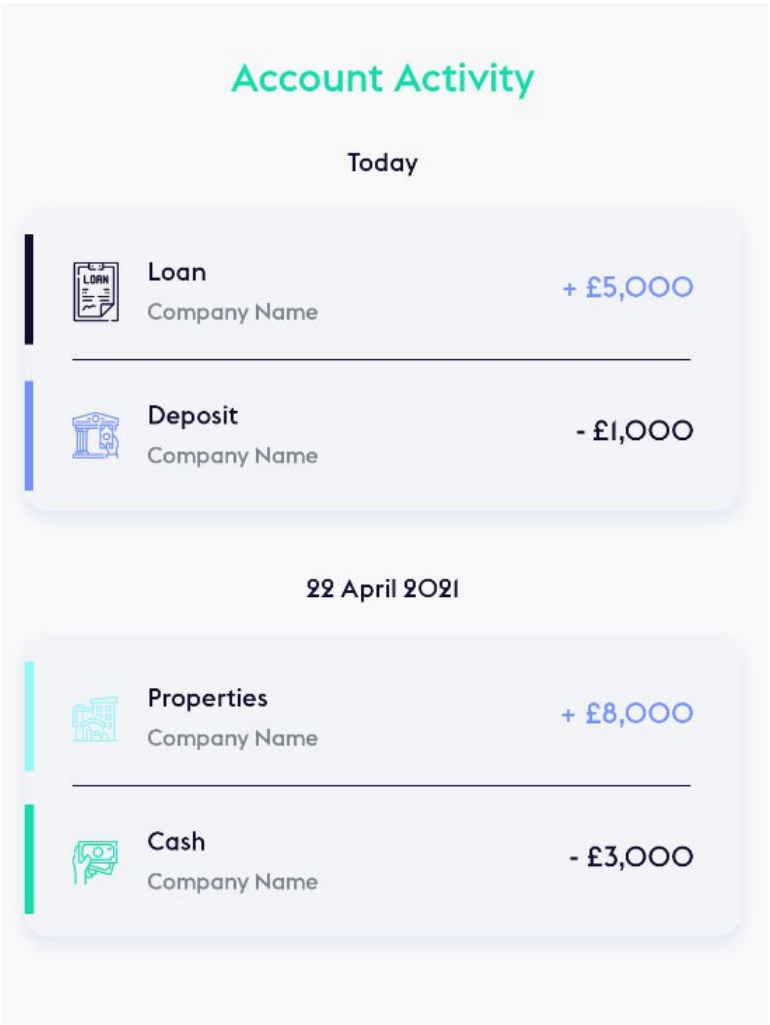 Account Activity
Today
LOAN
Loan
+ £5,000
Company Name
Deposit
- £1,000
Company Name
22 April 2021
Properties
+ £8,000
Company Name
Cash
- £3,000
Company Name